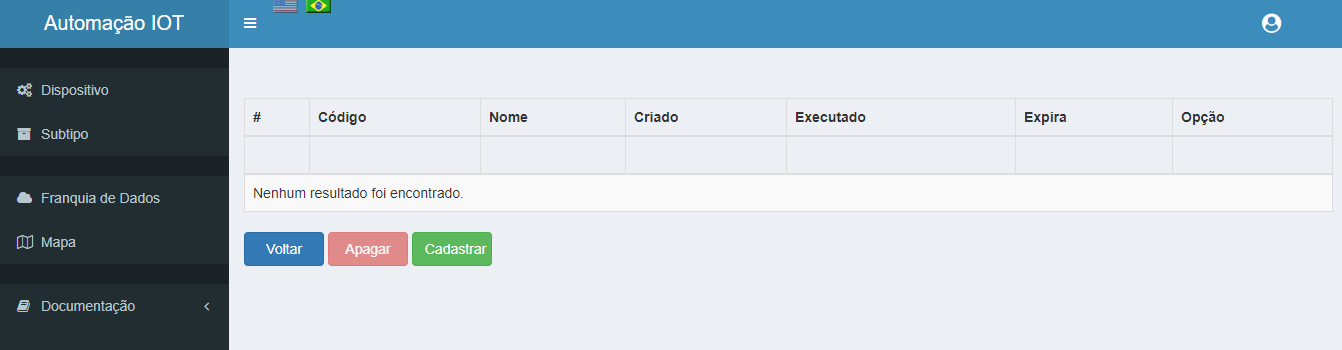 Automação IOT
Dispositivo
Subtipo
Franquia de Dados
Mapa
Documentação
# Código Nome Criado Executado Expira Opção
Nenhum resultado foi encontrado.
Voltar Apagar Cadastrar